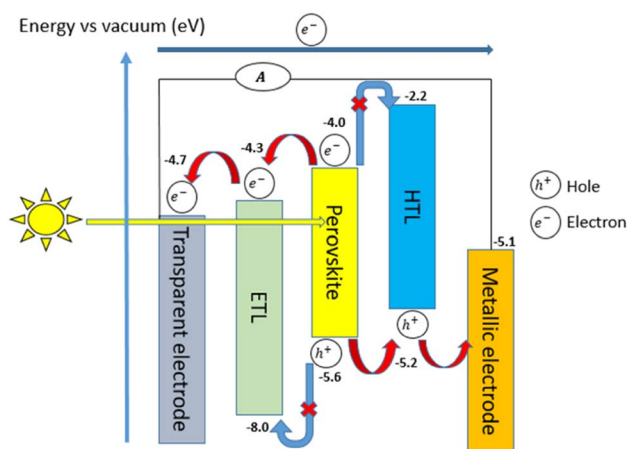 Energy vs vacuum (eV)
e⁻
A
-2.2
-4.0
-4.3
-4.7
e⁻
e⁻
e⁻
h⁺ Hole
e⁻ Electron
-5.1
Transparent electrode
ETL
Perovskite
HTL
Metallic electrode
h⁺
h⁺
-5.2
-5.6
-8.0